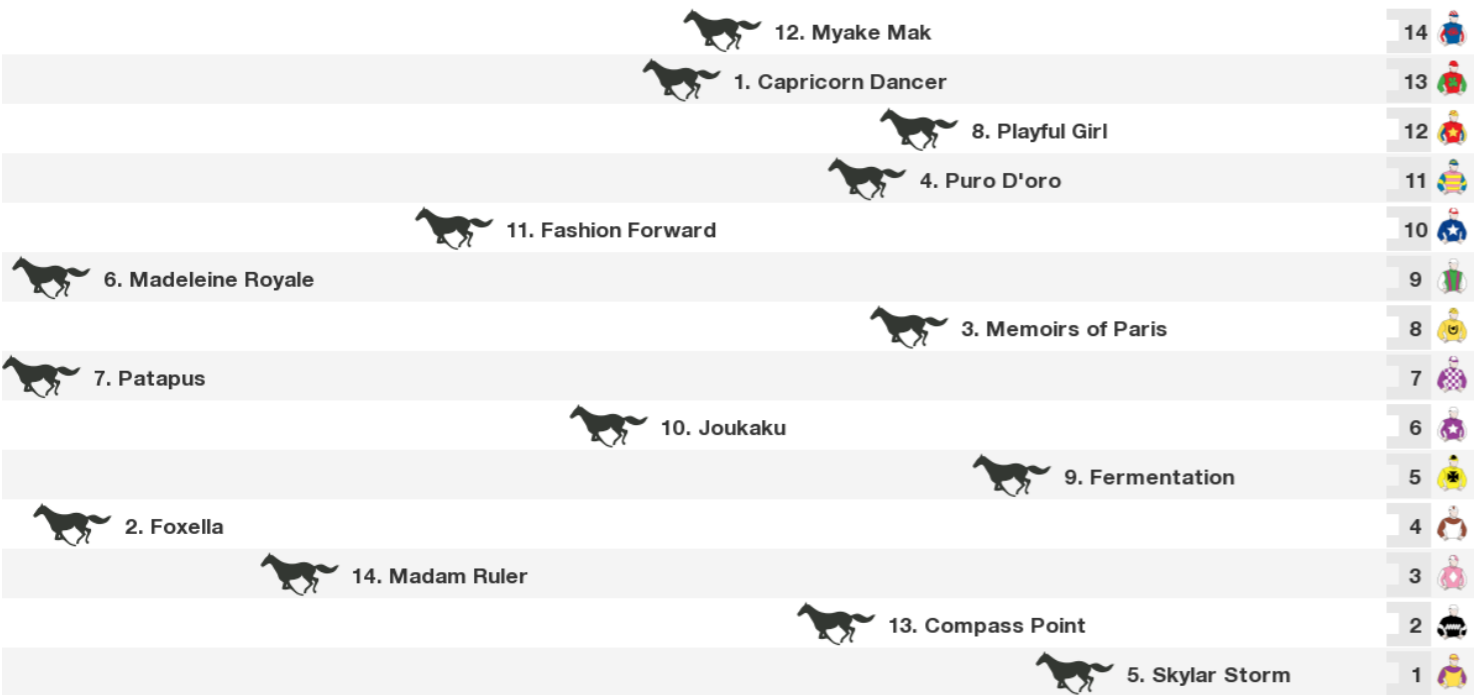 12. Myake Mak 14
1. Capricorn Dancer 13
8. Playful Girl 12
4. Puro D'oro 11
11. Fashion Forward 10
6. Madeleine Royale 9
3. Memoirs of Paris 8
7. Patapus 7
10. Joukaku 6
9. Fermentation 5
2. Foxella 4
14. Madam Ruler 3
13. Compass Point 2
5. Skylar Storm 1